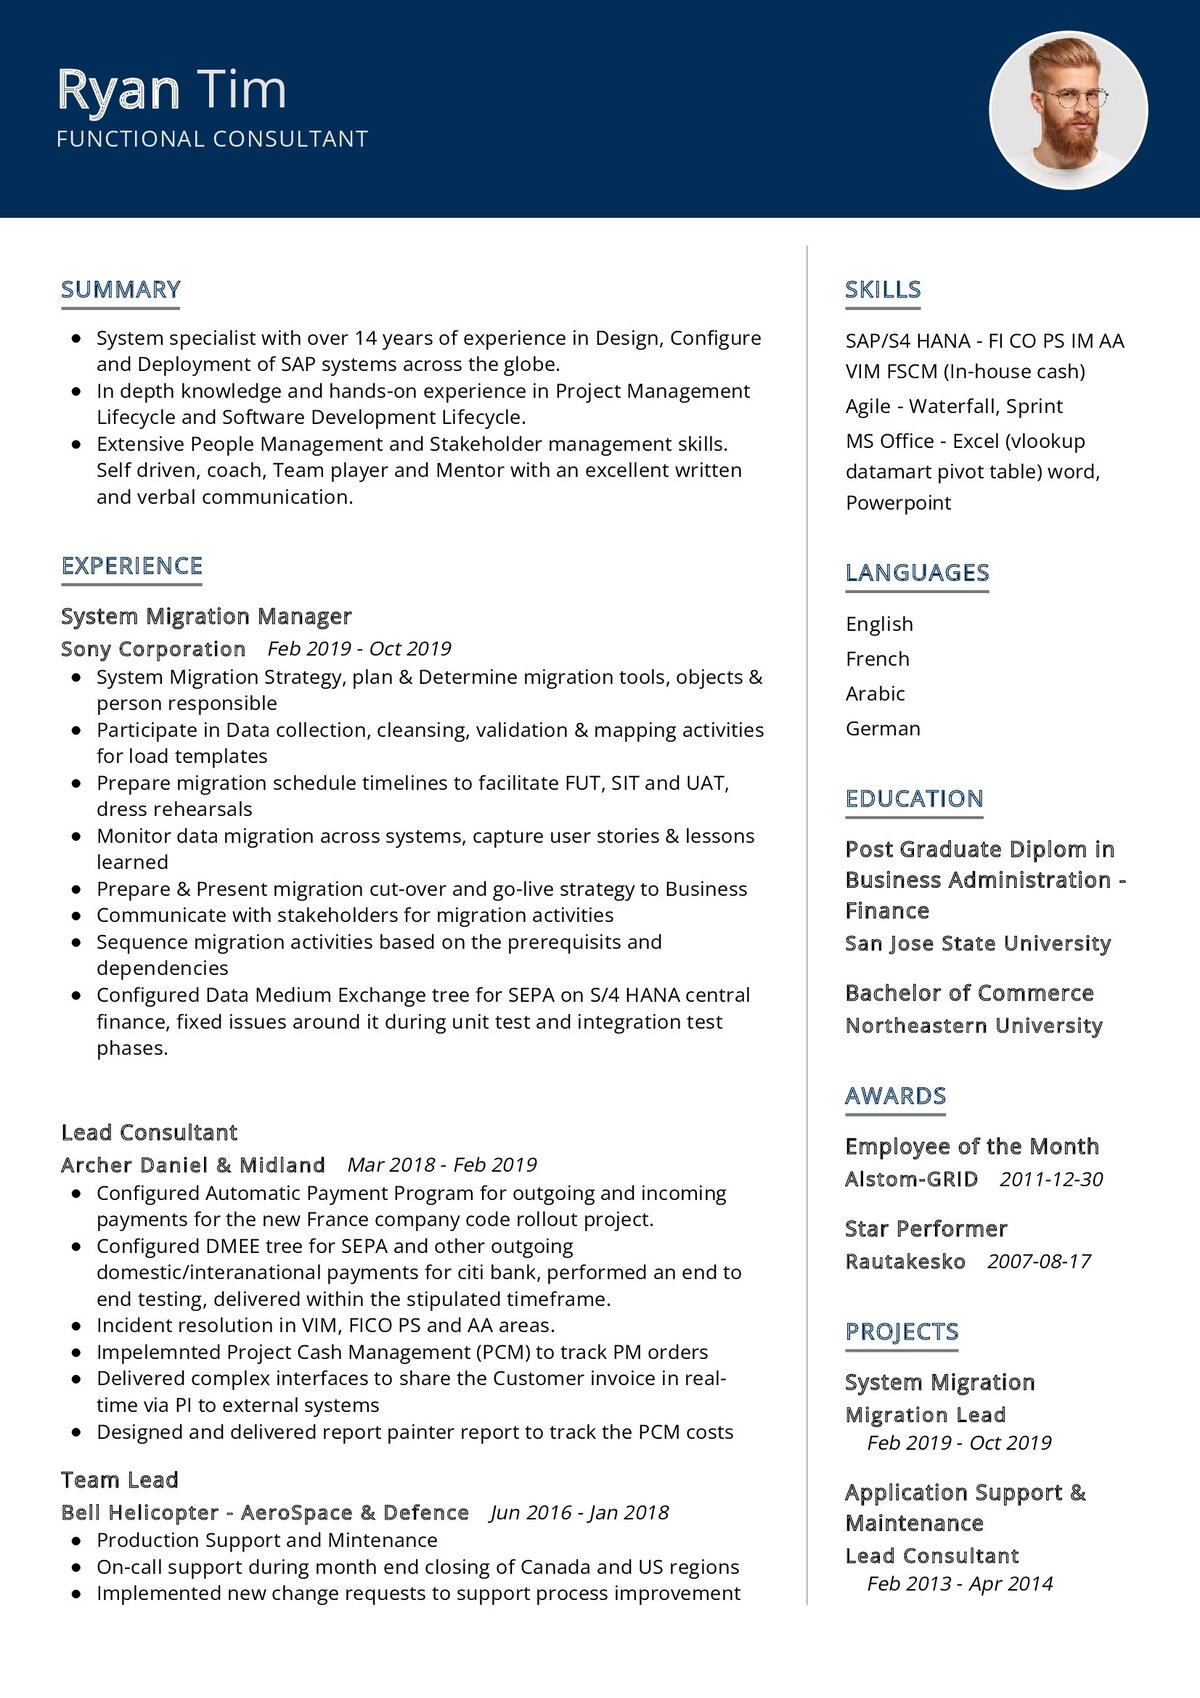 Ryan Tim
FUNCTIONAL CONSULTANT
SUMMARY
● System specialist with over 14 years of experience in Design, Configure
and Deployment of SAP systems across the globe.
● In depth knowledge and hands-on experience in Project Management
Lifecycle and Software Development Lifecycle.
● Extensive People Management and Stakeholder management skills.
Self driven, coach, Team player and Mentor with an excellent written
and verbal communication.
EXPERIENCE
System Migration Manager
Sony Corporation Feb 2019 - Oct 2019
● System Migration Strategy, plan & Determine migration tools, objects &
person responsible
● Participate in Data collection, cleansing, validation & mapping activities
for load templates
● Prepare migration schedule timelines to facilitate FUT, SIT and UAT,
dress rehearsals
● Monitor data migration across systems, capture user stories & lessons
learned
● Prepare & Present migration cut-over and go-live strategy to Business
● Communicate with stakeholders for migration activities
● Sequence migration activities based on the prerequisits and
dependencies
● Configured Data Medium Exchange tree for SEPA on S/4 HANA central
finance, fixed issues around it during unit test and integration test
phases.
Lead Consultant
Archer Daniel & Midland Mar 2018 - Feb 2019
● Configured Automatic Payment Program for outgoing and incoming
payments for the new France company code rollout project.
● Configured DMEE tree for SEPA and other outgoing
domestic/interanational payments for citi bank, performed an end to
end testing, delivered within the stipulated timeframe.
● Incident resolution in VIM, FICO PS and AA areas.
● Impelemnted Project Cash Management (PCM) to track PM orders
● Delivered complex interfaces to share the Customer invoice in real-
time via PI to external systems
● Designed and delivered report painter report to track the PCM costs
Team Lead
Bell Helicopter - AeroSpace & Defence Jun 2016 - Jan 2018
● Production Support and Mintenance
● On-call support during month end closing of Canada and US regions
● Implemented new change requests to support process improvement
SKILLS
SAP/S4 HANA - FI CO PS IM AA
VIM FSCM (In-house cash)
Agile - Waterfall, Sprint
MS Office - Excel (vlookup
datamart pivot table) word,
Powerpoint
LANGUAGES
English
French
Arabic
German
EDUCATION
Post Graduate Diplom in
Business Administration -
Finance
San Jose State University
Bachelor of Commerce
Northeastern University
AWARDS
Employee of the Month
Alstom-GRID 2011-12-30
Star Performer
Rautakesko 2007-08-17
PROJECTS
System Migration
Migration Lead
Feb 2019 - Oct 2019
Application Support &
Maintenance
Lead Consultant
Feb 2013 - Apr 2014